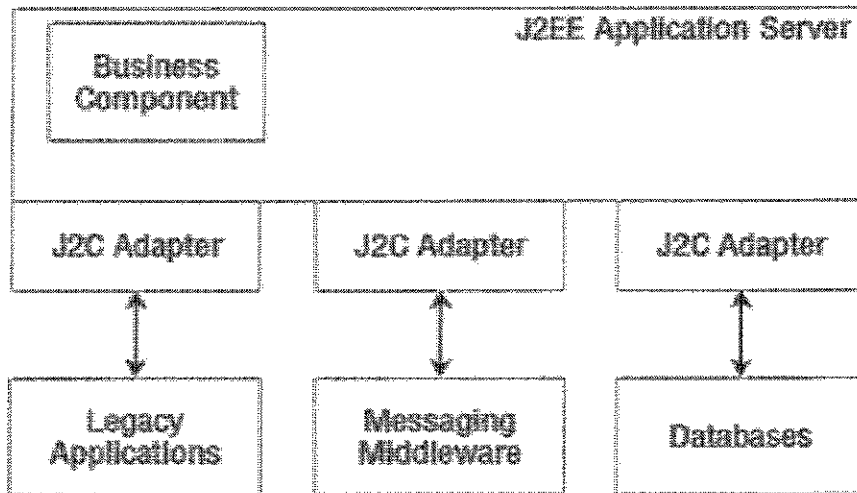 J2EE Application Server
Business
Component
J2C Adapter
J2C Adapter
J2C Adapter
Legacy
Applications
Messaging
Middleware
Databases